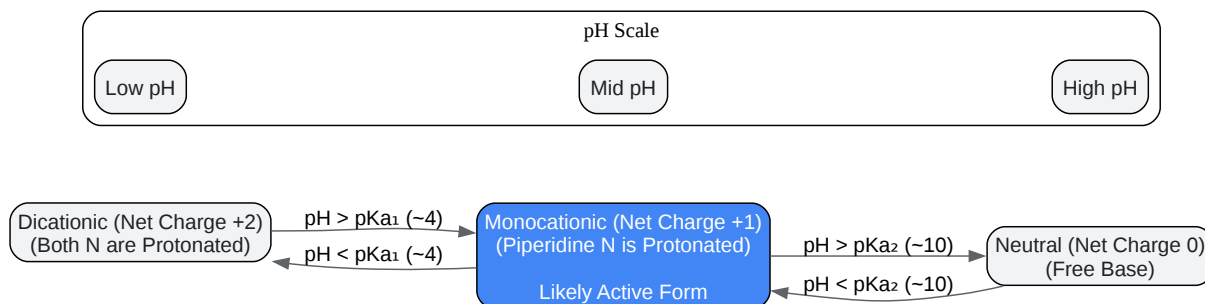 pH Scale
Low pH
Mid pH
High pH
Dicationic (Net Charge +2)
(Both N are Protonated)
pH > pKa₁ (~4)
pH < pKa₁ (~4)
Monocationic (Net Charge +1)
(Piperidine N is Protonated)
Likely Active Form
pH > pKa₂ (~10)
pH < pKa₂ (~10)
Neutral (Net Charge 0)
(Free Base)